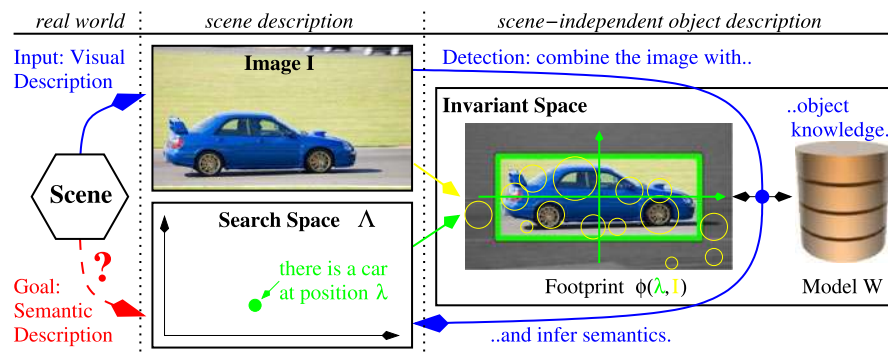 real world
scene description
scene−independent object description
Input: Visual
Description
Image I
Detection: combine the image with..
Invariant Space
..object
knowledge..
Scene
Search Space Λ
?
there is a car
at position λ
Goal:
Semantic
Description
Footprint ϕ(λ,I)
Model W
..and infer semantics.